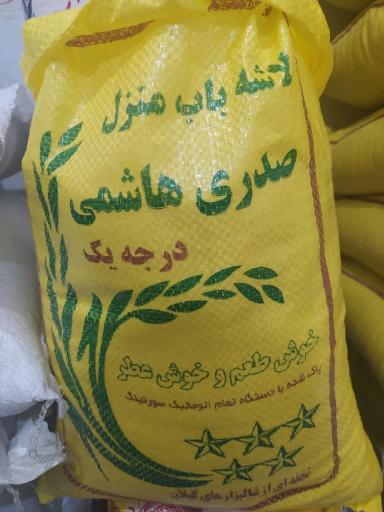 لاشه باب منزل
صدری هاشمی
درجه یک
خوش طعم و خوش عطر
پاک شده با دستگاه تمام اتوماتیک سورتینگ
تحفه ای از شالیزارهای گیلان